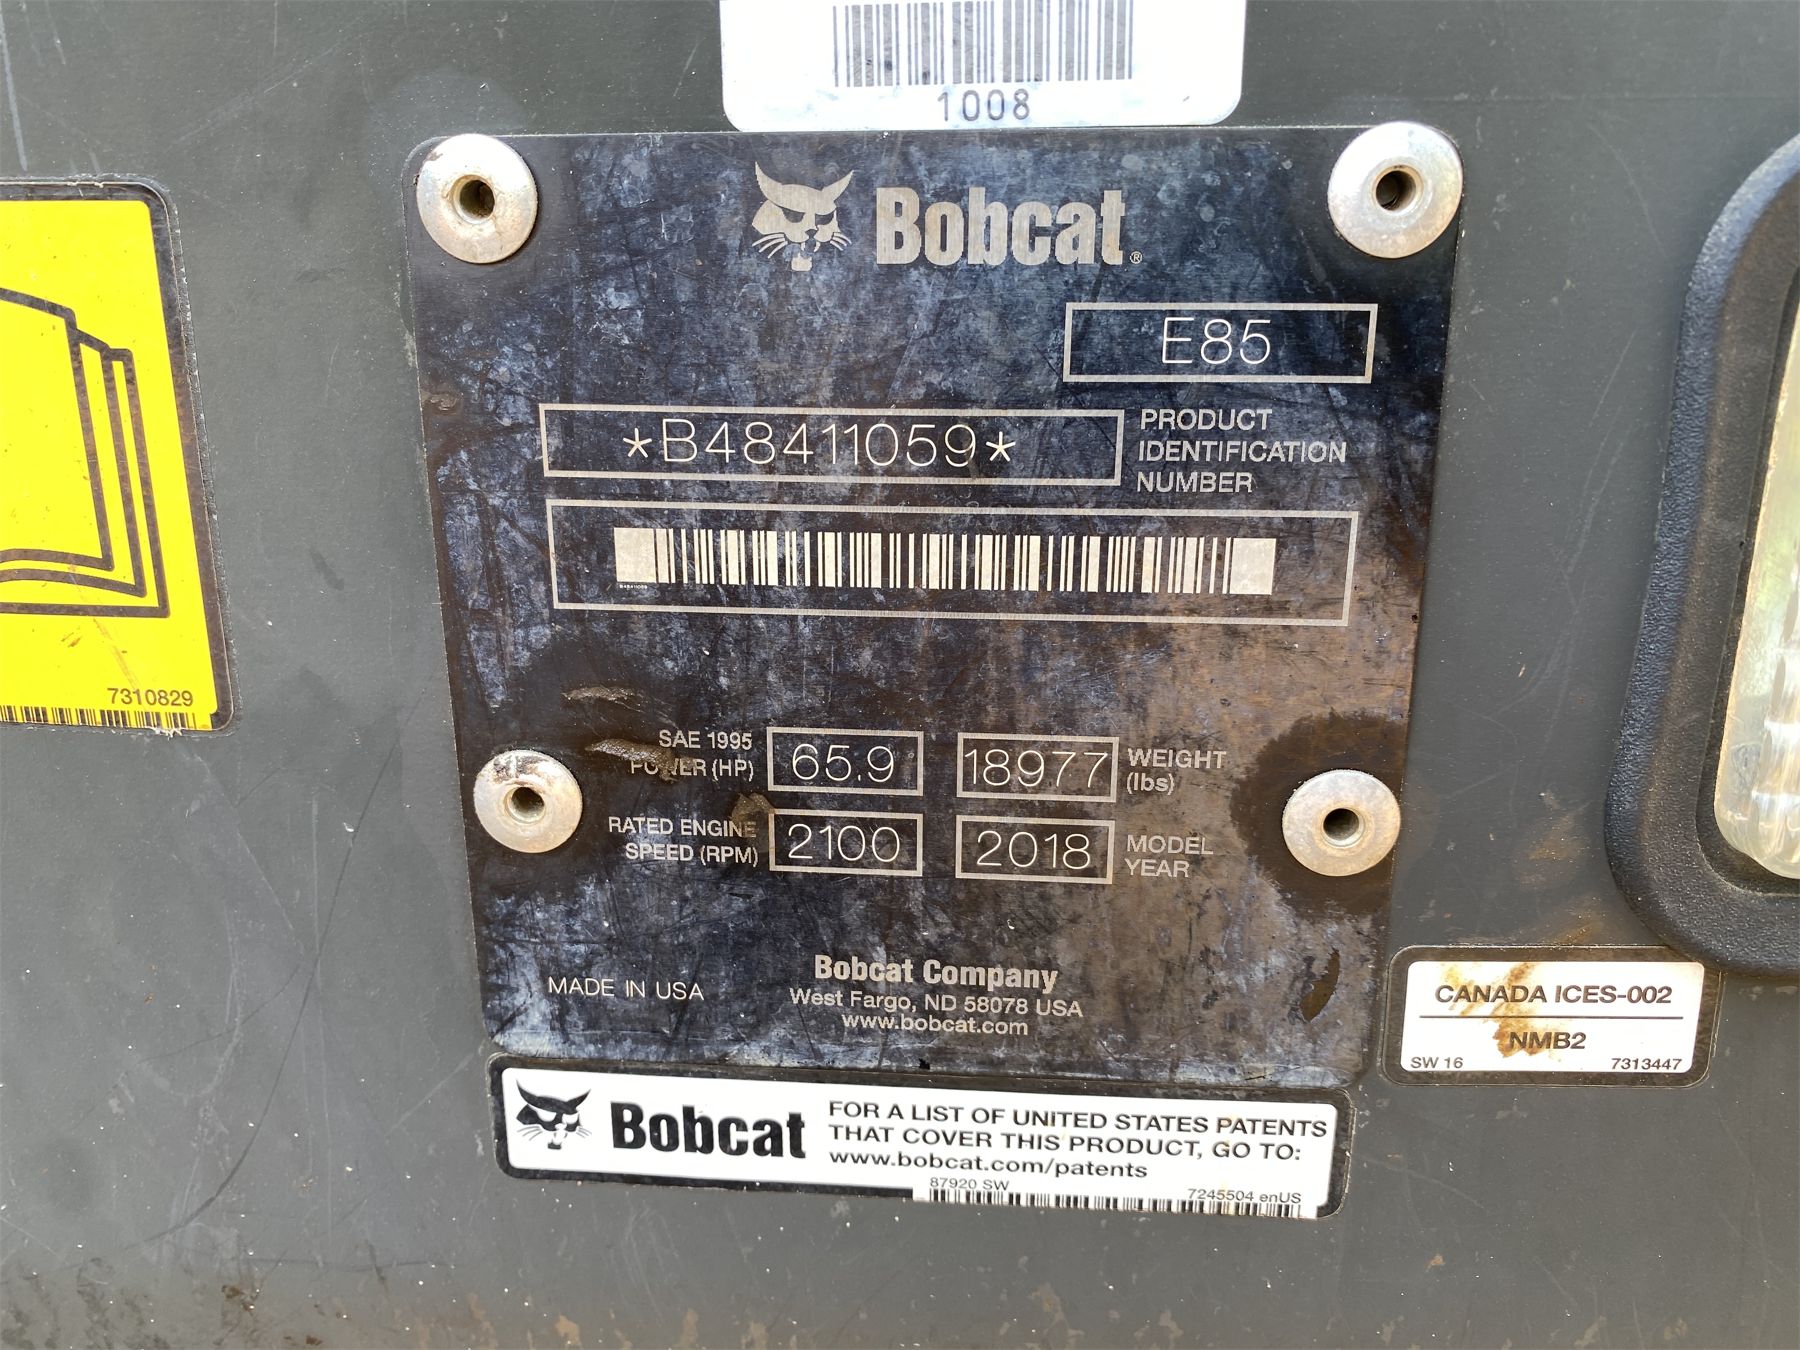 1008
Bobcat®
E85
*B48411059*
PRODUCT
IDENTIFICATION
NUMBER
B48411059
7310829
SAE 1995
POWER (HP)
65.9
18977
WEIGHT
(lbs)
RATED ENGINE
SPEED (RPM)
2100
2018
MODEL
YEAR
MADE IN USA
Bobcat Company
West Fargo, ND 58078 USA
www.bobcat.com
CANADA ICES-002
NMB2
SW 16
7313447
Bobcat
FOR A LIST OF UNITED STATES PATENTS
THAT COVER THIS PRODUCT, GO TO:
www.bobcat.com/patents
87920 SW
7245504 enUS